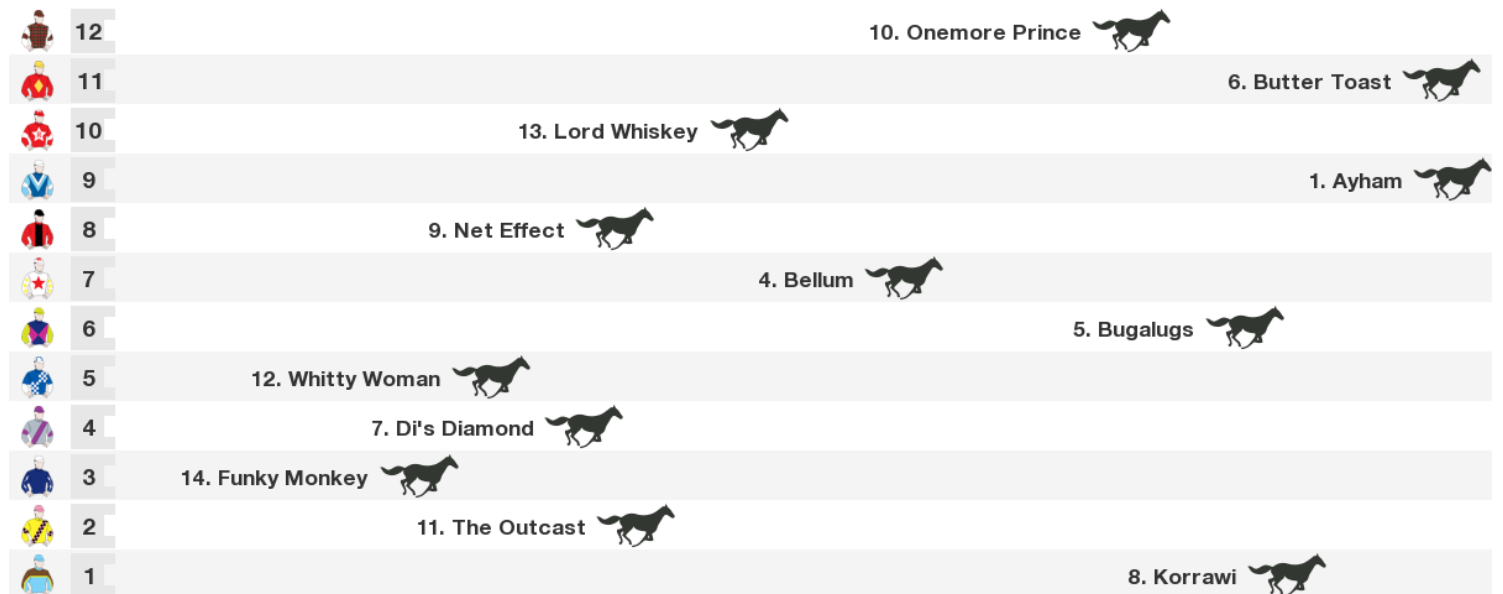 12 10. Onemore Prince
11 6. Butter Toast
10 13. Lord Whiskey
9 1. Ayham
8 9. Net Effect
7 4. Bellum
6 5. Bugalugs
5 12. Whitty Woman
4 7. Di's Diamond
3 14. Funky Monkey
2 11. The Outcast
1 8. Korrawi